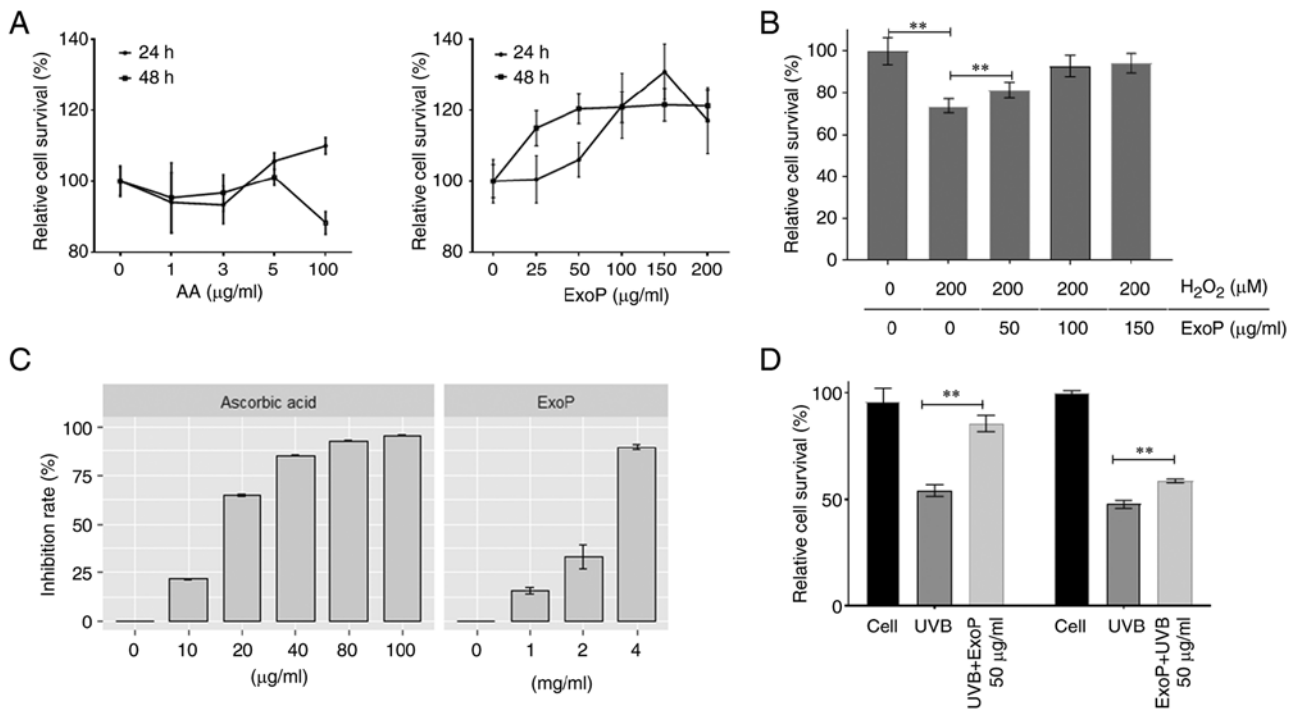 A
Relative cell survival (%)
140
120
100
80
24 h
48 h
0 1 3 5 100
AA (µg/ml)
Relative cell survival (%)
140
120
100
80
24 h
48 h
0 25 50 100 150 200
ExoP (µg/ml)
B
Relative cell survival (%)
100
80
60
40
20
0
**
**
0 200 200 200 200 H₂O₂ (µM)
0 0 50 100 150 ExoP (µg/ml)
C
Ascorbic acid
ExoP
Inhibition rate (%)
100
75
50
25
0
0 10 20 40 80 100
(µg/ml)
0 1 2 4
(mg/ml)
D
Relative cell survival (%)
100
50
0
**
**
Cell
UVB
UVB+ExoP
50 µg/ml
Cell
UVB
ExoP+UVB
50 µg/ml